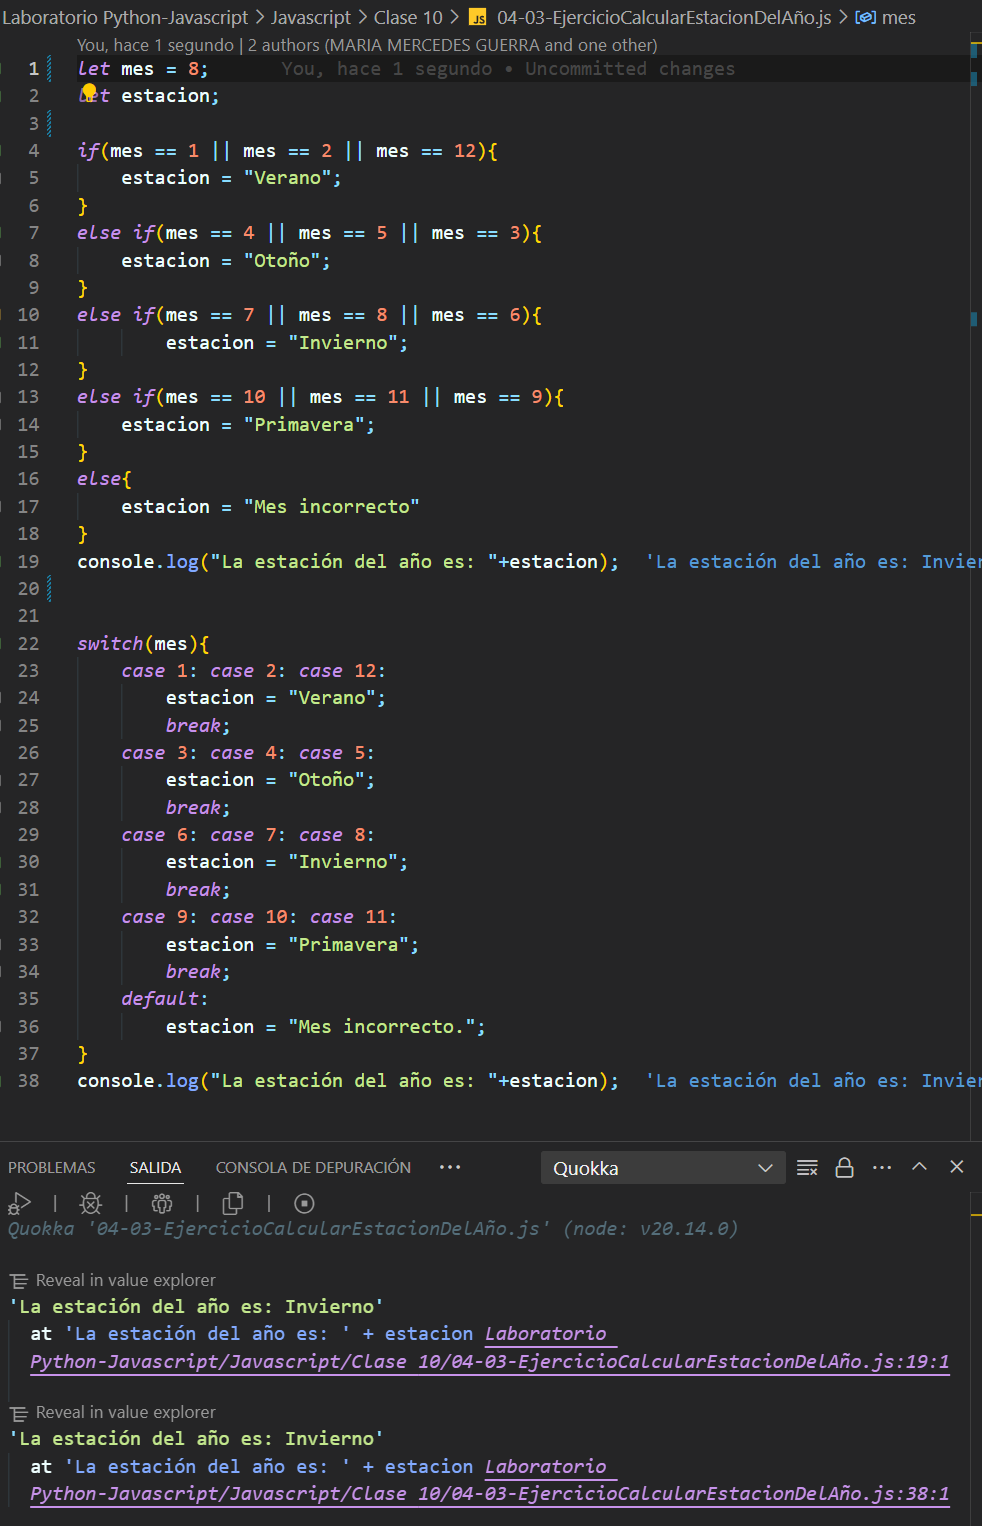 Laboratorio Python-Javascript > Javascript > Clase 10 > JS 04-03-EjercicioCalcularEstacionDelAño.js > mes
You, hace 1 segundo | 2 authors (MARIA MERCEDES GUERRA and one other)
1 let mes = 8; You, hace 1 segundo • Uncommitted changes
2 let estacion;
3
4 if(mes == 1 || mes == 2 || mes == 12){
5 estacion = "Verano";
6 }
7 else if(mes == 4 || mes == 5 || mes == 3){
8 estacion = "Otoño";
9 }
10 else if(mes == 7 || mes == 8 || mes == 6){
11 estacion = "Invierno";
12 }
13 else if(mes == 10 || mes == 11 || mes == 9){
14 estacion = "Primavera";
15 }
16 else{
17 estacion = "Mes incorrecto"
18 }
19 console.log("La estación del año es: "+estacion); 'La estación del año es: Invier
20
21
22 switch(mes){
23 case 1: case 2: case 12:
24 estacion = "Verano";
25 break;
26 case 3: case 4: case 5:
27 estacion = "Otoño";
28 break;
29 case 6: case 7: case 8:
30 estacion = "Invierno";
31 break;
32 case 9: case 10: case 11:
33 estacion = "Primavera";
34 break;
35 default:
36 estacion = "Mes incorrecto.";
37 }
38 console.log("La estación del año es: "+estacion); 'La estación del año es: Invier
PROBLEMAS SALIDA CONSOLA DE DEPURACIÓN ··· Quokka
Quokka '04-03-EjercicioCalcularEstacionDelAño.js' (node: v20.14.0)
Reveal in value explorer
'La estación del año es: Invierno'
at 'La estación del año es: ' + estacion Laboratorio
Python-Javascript/Javascript/Clase 10/04-03-EjercicioCalcularEstacionDelAño.js:19:1
Reveal in value explorer
'La estación del año es: Invierno'
at 'La estación del año es: ' + estacion Laboratorio
Python-Javascript/Javascript/Clase 10/04-03-EjercicioCalcularEstacionDelAño.js:38:1